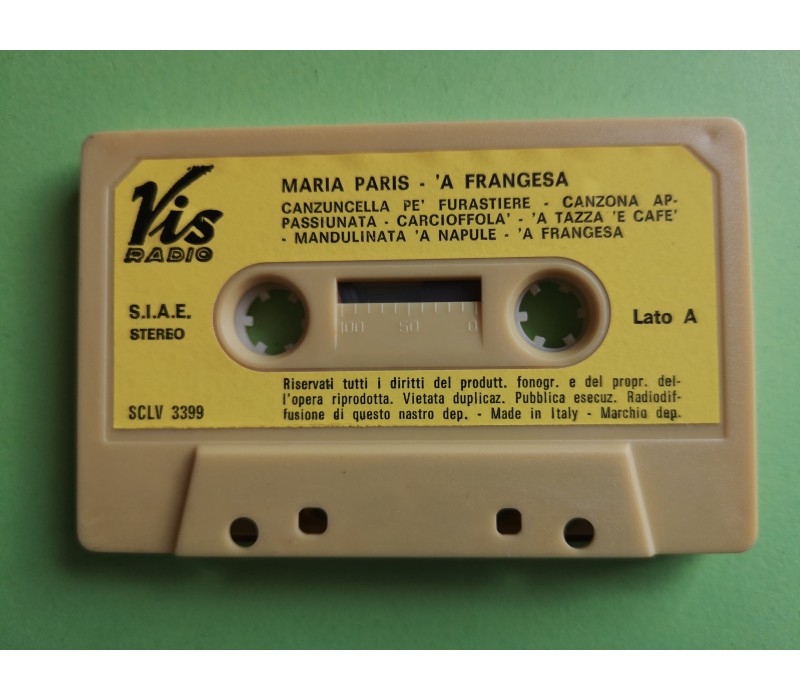 Vis
RADIO
MARIA PARIS - 'A FRANGESA
CANZUNCELLA PE' FURASTIERE - CANZONA AP-
PASSIUNATA - CARCIOFFOLA' - 'A TAZZA 'E CAFE'
- MANDULINATA 'A NAPULE - 'A FRANGESA
S.I.A.E.
STEREO
100 50 0
Lato A
SCLV 3399
Riservati tutti i diritti del produtt. fonogr. e del propr. del-
l'opera riprodotta. Vietata duplicaz. Pubblica esecuz. Radiodif-
fusione di questo nastro dep. - Made in Italy - Marchio dep.